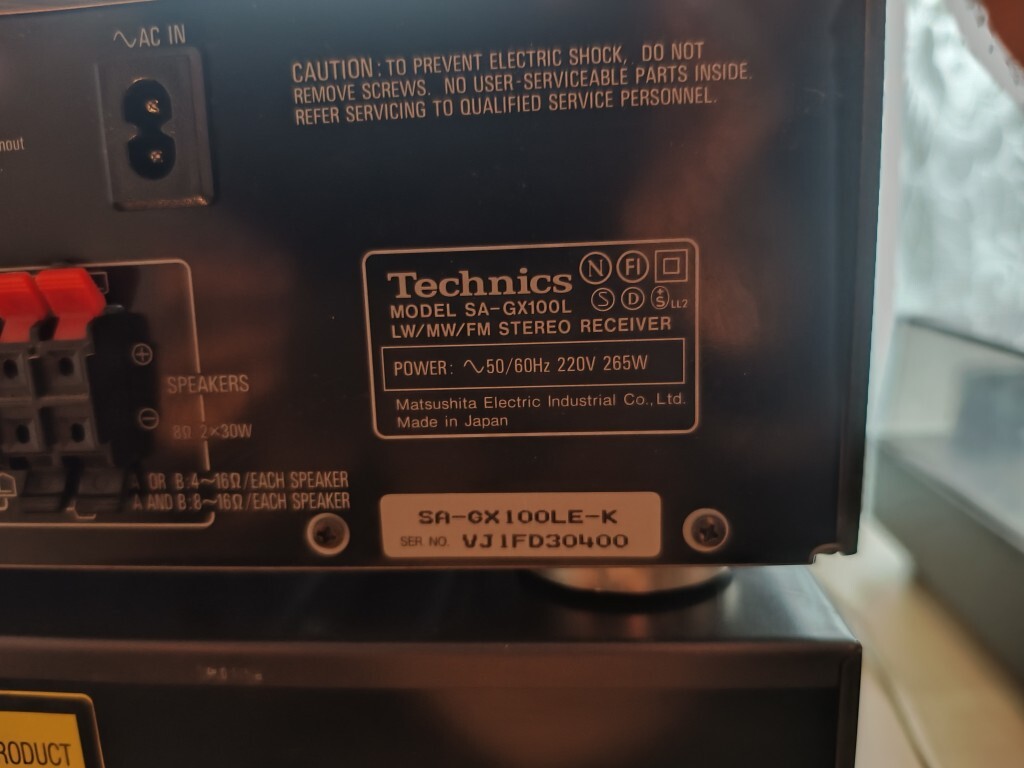 ∿AC IN
CAUTION: TO PREVENT ELECTRIC SHOCK, DO NOT
REMOVE SCREWS. NO USER-SERVICEABLE PARTS INSIDE.
REFER SERVICING TO QUALIFIED SERVICE PERSONNEL.
nout
Technics N FI
MODEL SA-GX100L S D +S LL2
LW/MW/FM STEREO RECEIVER
POWER: ∿50/60Hz 220V 265W
Matsushita Electric Industrial Co., Ltd.
Made in Japan
⊕
SPEAKERS
⊖
8Ω 2×30W
A OR B:4~16Ω/EACH SPEAKER
A AND B:8~16Ω/EACH SPEAKER
SA-GX100LE-K
SER NO. VJ1FD30400
RODUCT